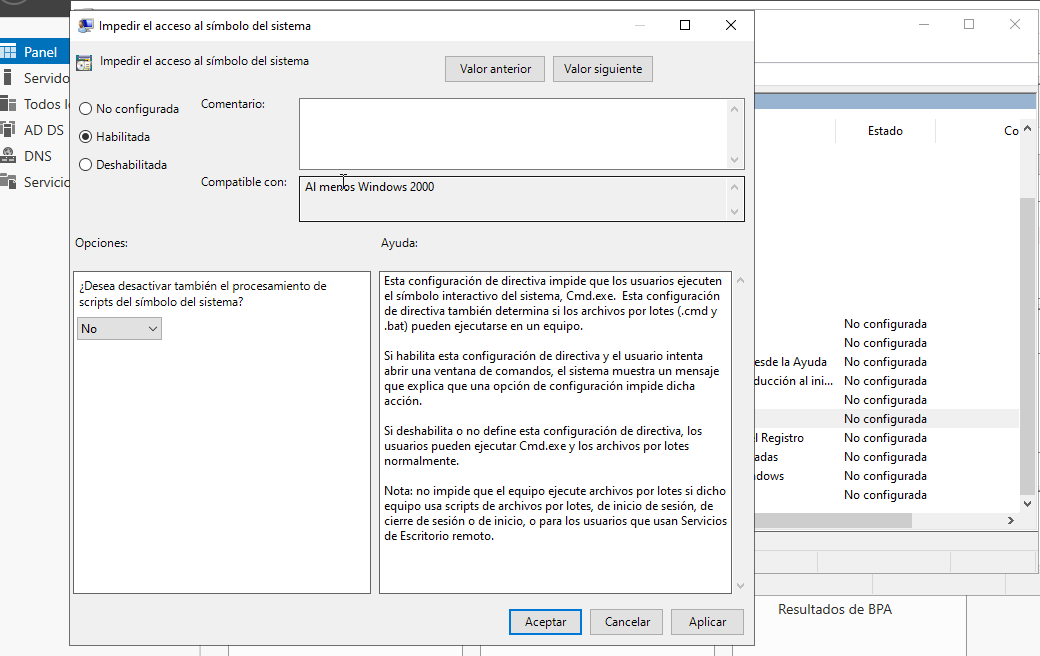 Impedir el acceso al símbolo del sistema
Impedir el acceso al símbolo del sistema
Valor anterior
Valor siguiente
No configurada
Habilitada
Deshabilitada
Comentario:
Compatible con:
Al menos Windows 2000
Opciones:
Ayuda:
¿Desea desactivar también el procesamiento de
scripts del símbolo del sistema?
No
Esta configuración de directiva impide que los usuarios ejecuten
el símbolo interactivo del sistema, Cmd.exe.  Esta configuración
de directiva también determina si los archivos por lotes (.cmd y
.bat) pueden ejecutarse en un equipo.
Si habilita esta configuración de directiva y el usuario intenta
abrir una ventana de comandos, el sistema muestra un mensaje
que explica que una opción de configuración impide dicha
acción.
Si deshabilita o no define esta configuración de directiva, los
usuarios pueden ejecutar Cmd.exe y los archivos por lotes
normalmente.
Nota: no impide que el equipo ejecute archivos por lotes si dicho
equipo usa scripts de archivos por lotes, de inicio de sesión, de
cierre de sesión o de inicio, o para los usuarios que usan Servicios
de Escritorio remoto.
Aceptar
Cancelar
Aplicar
Panel
Servido
Todos l
AD DS
DNS
Servicio
Estado
Co
No configurada
No configurada
esde la Ayuda No configurada
ducción al ini... No configurada
No configurada
No configurada
l Registro No configurada
adas No configurada
dows No configurada
No configurada
Resultados de BPA